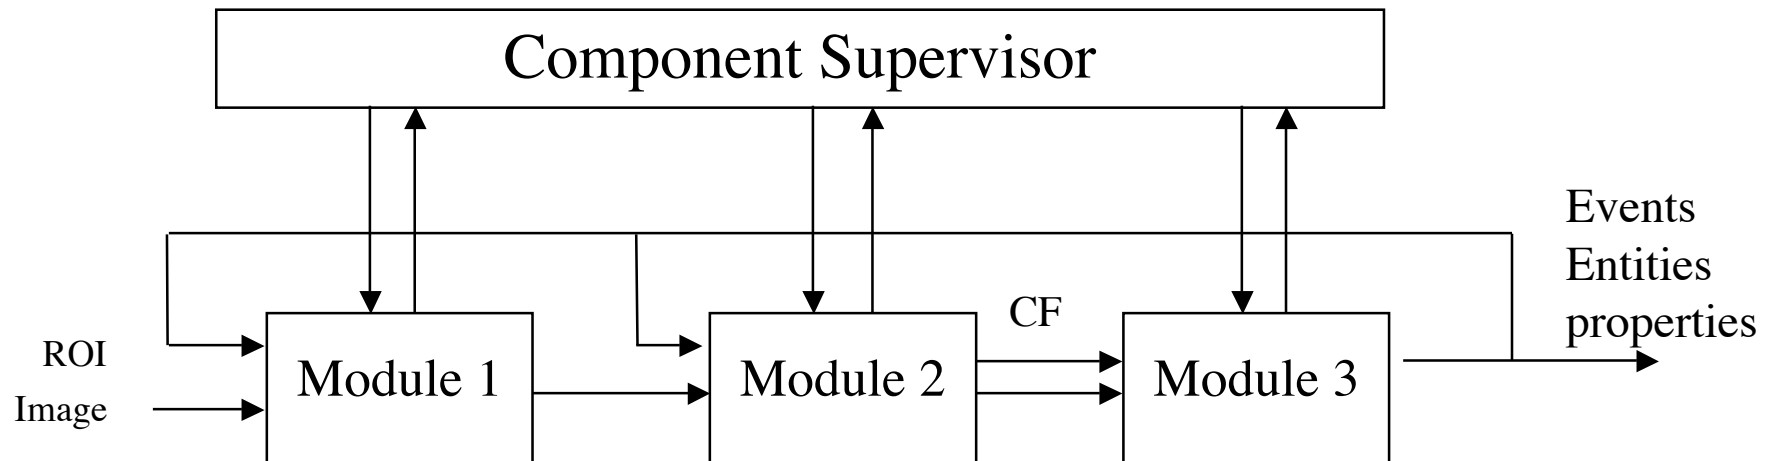 Component Supervisor
Events
Entities
properties
CF
ROI
Image
Module 1
Module 2
Module 3